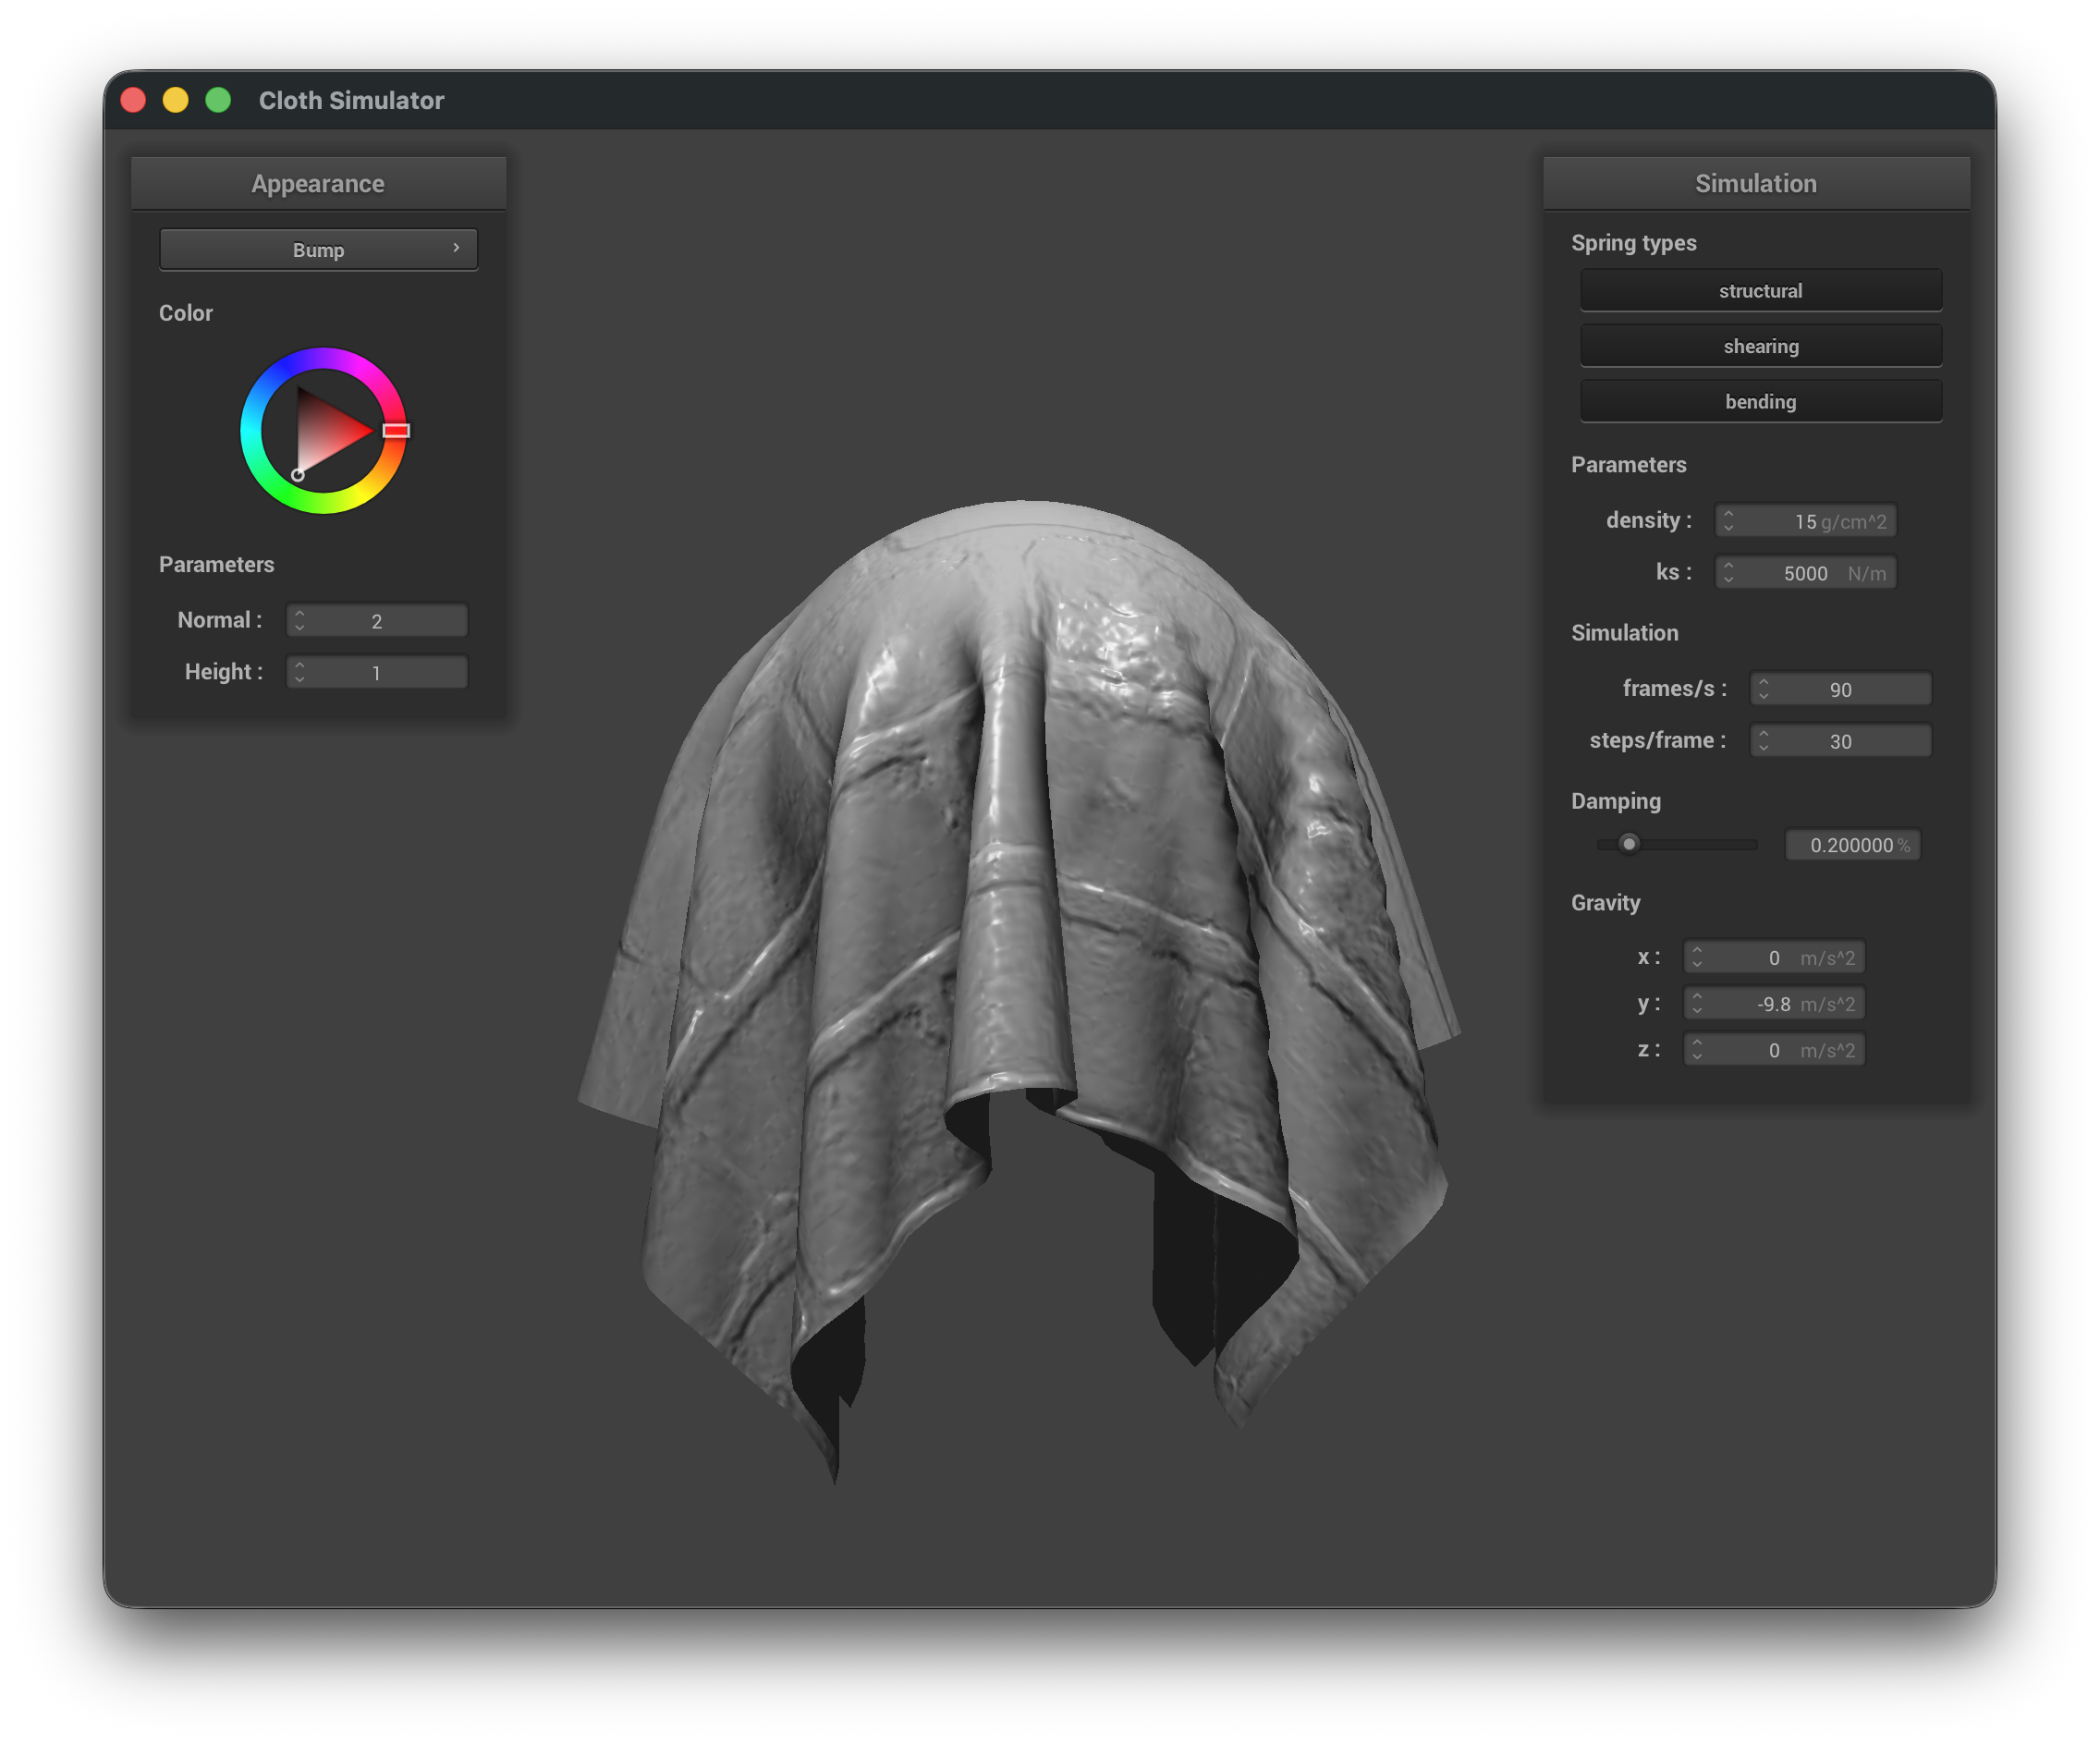 Cloth Simulator
Appearance
Bump
Color
Parameters
Normal : 2
Height : 1
Simulation
Spring types
structural
shearing
bending
Parameters
density : 15 g/cm^2
ks : 5000 N/m
Simulation
frames/s : 90
steps/frame : 30
Damping
0.200000 %
Gravity
x : 0 m/s^2
y : -9.8 m/s^2
z : 0 m/s^2